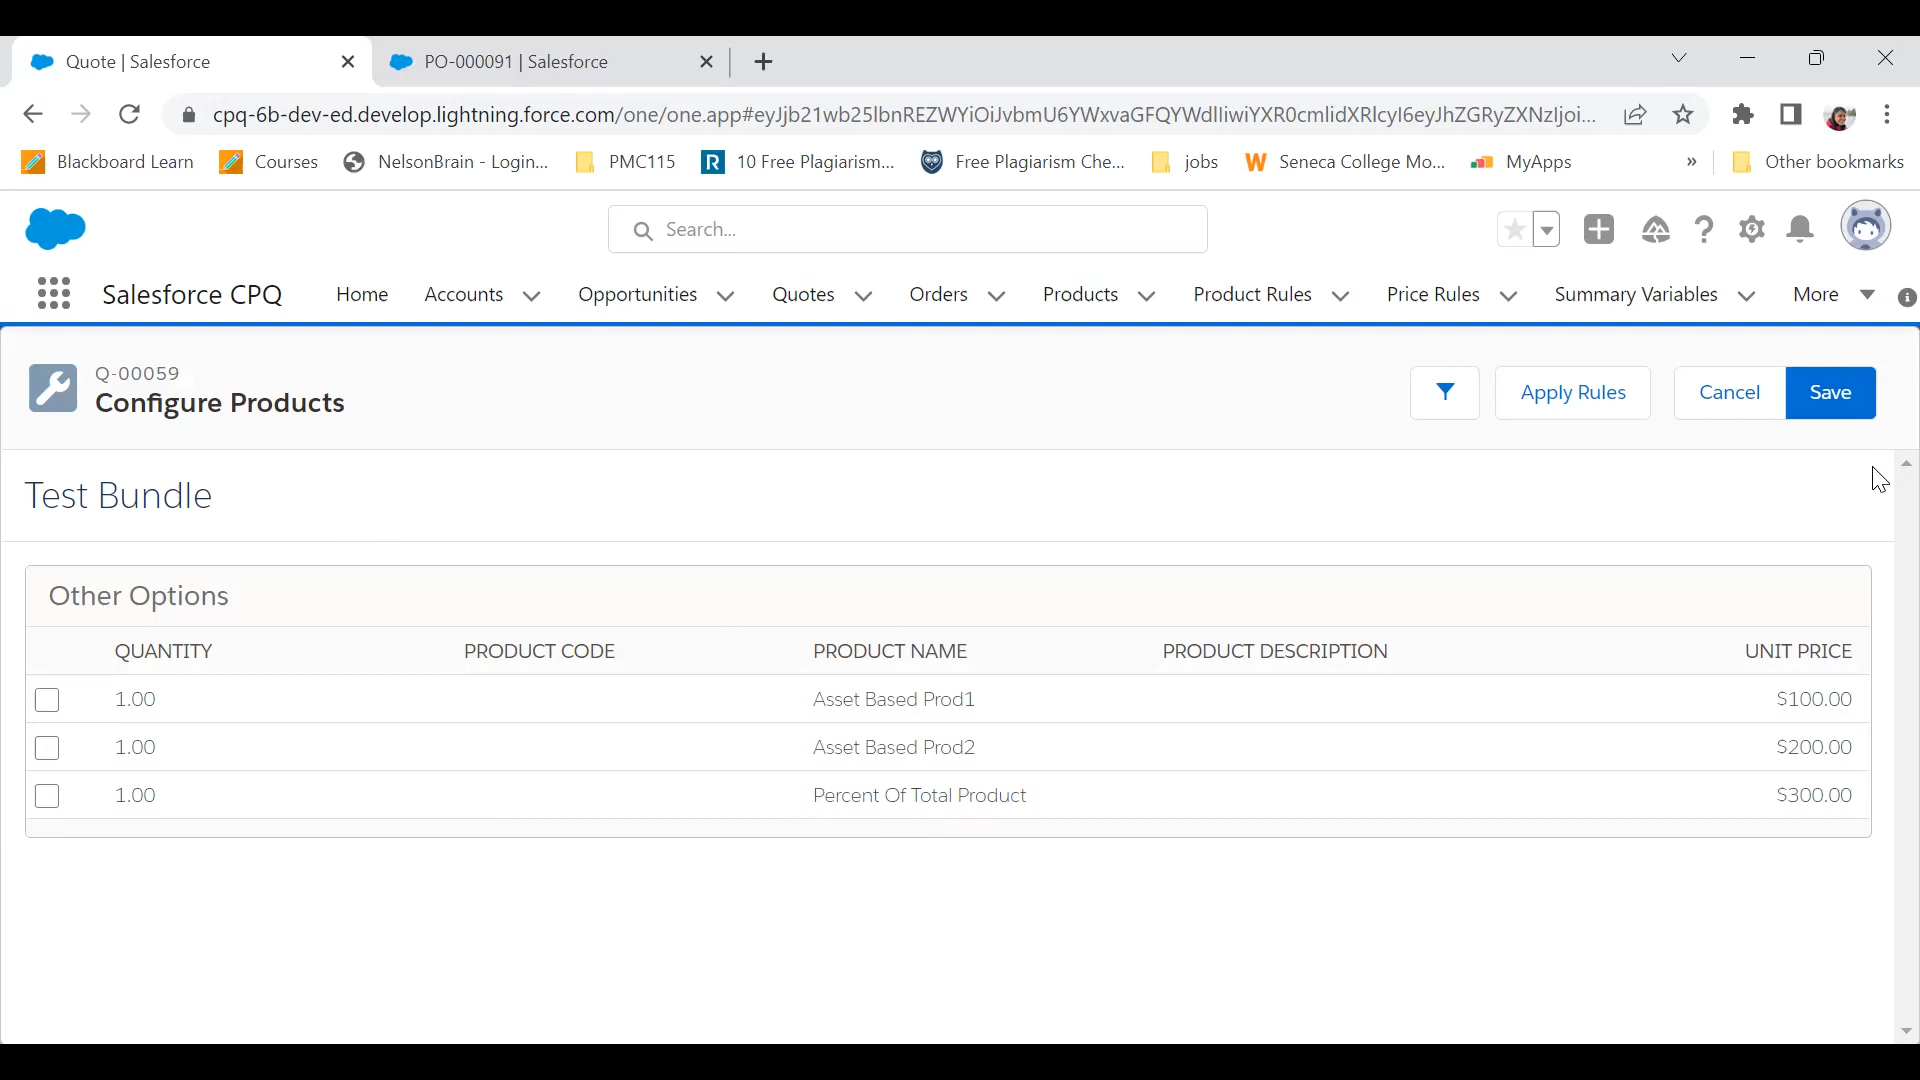 Quote | Salesforce
PO-000091 | Salesforce
cpq-6b-dev-ed.develop.lightning.force.com/one/one.app#eyJjb21wb25lbnREZWYiOiJvbmU6YWxvaGFQYWdlIiwiYXR0cmlidXRlcyI6eyJhZGRyZXNzIjoi...
Blackboard Learn
Courses
NelsonBrain - Login...
PMC115
R 10 Free Plagiarism...
Free Plagiarism Che...
jobs
W Seneca College Mo...
MyApps
»
Other bookmarks
Search...
Salesforce CPQ
Home
Accounts
Opportunities
Quotes
Orders
Products
Product Rules
Price Rules
Summary Variables
More
Q-00059
Configure Products
Apply Rules
Cancel
Save
Test Bundle
Other Options
QUANTITY PRODUCT CODE PRODUCT NAME PRODUCT DESCRIPTION UNIT PRICE
1.00 Asset Based Prod1 $100.00
1.00 Asset Based Prod2 $200.00
1.00 Percent Of Total Product $300.00